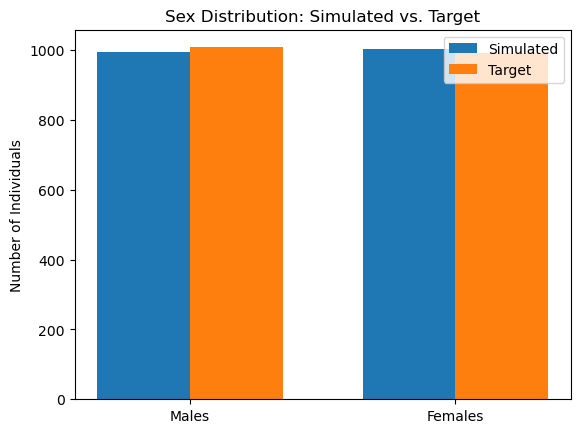 Sex Distribution: Simulated vs. Target
Simulated
Target
Number of Individuals
1000
800
600
400
200
0
Males
Females